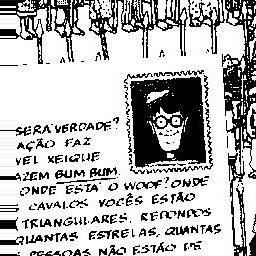 SERÁ VERDADE?
AÇÃO FAZ
VEL XEIQUE
AZEM BUM BUM.
ONDE ESTÁ O WOOF? ONDE
CAVALOS VOCÊS ESTÃO
TRIANGULARES, REDONDOS
QUANTAS ESTRELAS, QUANTAS
PESSOAS NÃO ESTÃO DE